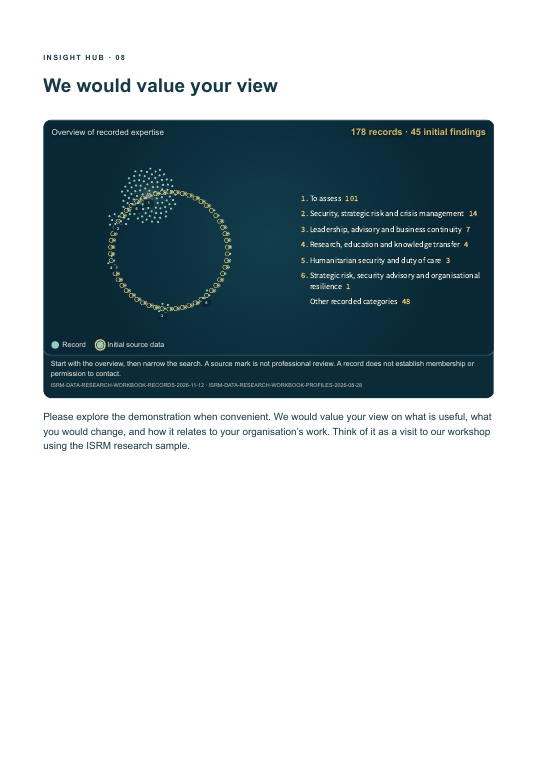 INSIGHT HUB · 08
We would value your view
Overview of recorded expertise
178 records · 45 initial findings
1. To assess 101
2. Security, strategic risk and crisis management 14
3. Leadership, advisory and business continuity 7
4. Research, education and knowledge transfer 4
5. Humanitarian security and duty of care 3
6. Strategic risk, security advisory and organisational
resilience 1
Other recorded categories 48
Record
Initial source data
Start with the overview, then narrow the search. A source mark is not professional review. A record does not establish membership or
permission to contact.
ISRM-DATA-RESEARCH-WORKBOOK-RECORDS-2026-11-12 · ISRM-DATA-RESEARCH-WORKBOOK-PROFILES-2026-08-28
Please explore the demonstration when convenient. We would value your view on what is useful, what
you would change, and how it relates to your organisation's work. Think of it as a visit to our workshop
using the ISRM research sample.